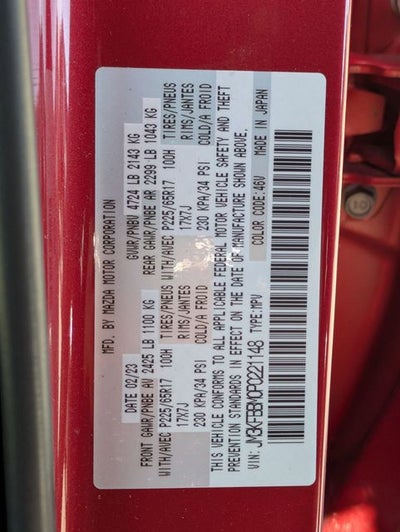 MFD. BY MAZDA MOTOR CORPORATION
DATE 02/23 GVWR/PNBV 4724 LB 2143 KG
FRONT GAWR/PNBE AV 2425 LB 1100 KG REAR GAWR/PNBE AR 2299 LB 1043 KG
WITH/AVEC P225/65R17 100H TIRES/PNEUS WITH/AVEC P225/65R17 100H TIRES/PNEUS
17X7J RIMS/JANTES 17X7J RIMS/JANTES
230 KPA/34 PSI COLD/A FROID 230 KPA/34 PSI COLD/A FROID
THIS VEHICLE CONFORMS TO ALL APPLICABLE FEDERAL MOTOR VEHICLE SAFETY AND THEFT
PREVENTION STANDARDS IN EFFECT ON THE DATE OF MANUFACTURE SHOWN ABOVE.
VIN: JM3KFBBM0P0221148 TYPE:MPV COLOR CODE:46V MADE IN JAPAN